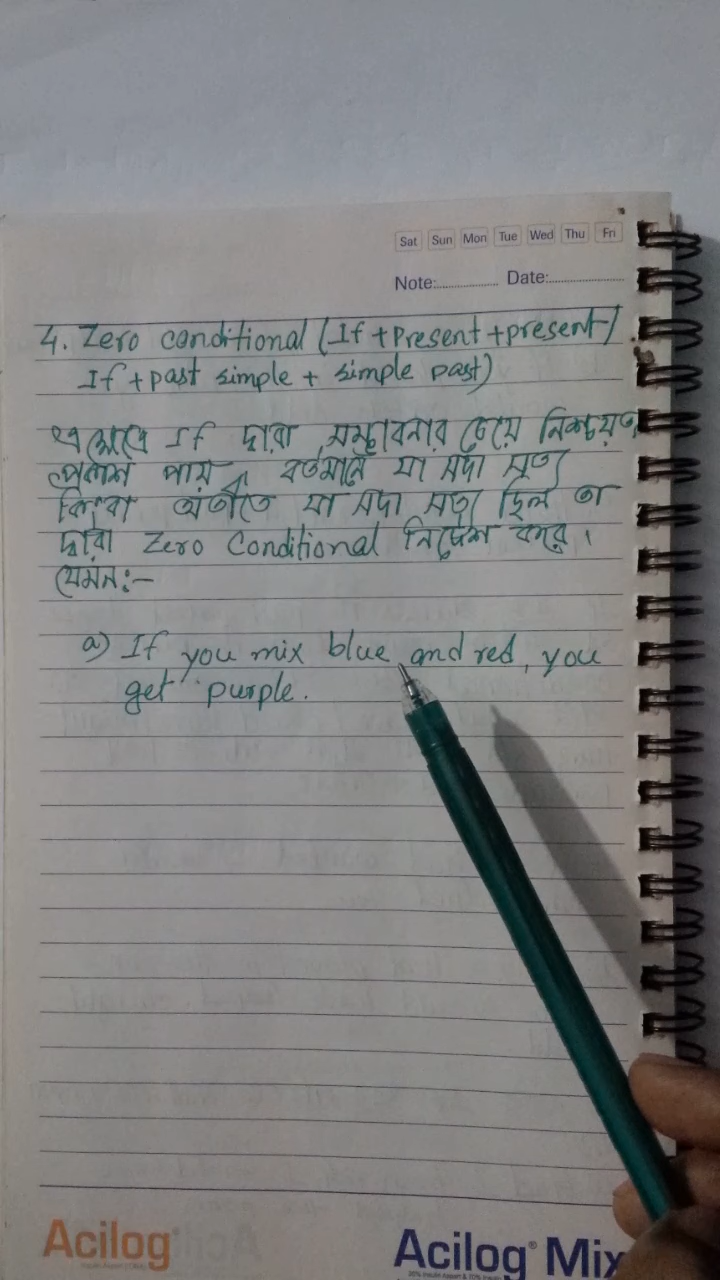 Sat Sun Mon Tue Wed Thu Fri
Note:.................. Date:......................
4. Zero conditional (If + Present + present)
If + past simple + simple past)
এক্ষেত্রে If দ্বারা সম্ভাবনার চেয়ে নিশ্চয়তা
প্রকাশ পায় বর্তমানে যা সদা সত্য
কিংবা অতীতে যা সদা সত্য ছিল তা
দ্বারা Zero Conditional নির্দেশ করে।
যেমন:-
a) If you mix blue and red, you
get purple.
Acilog Acilog® Mix